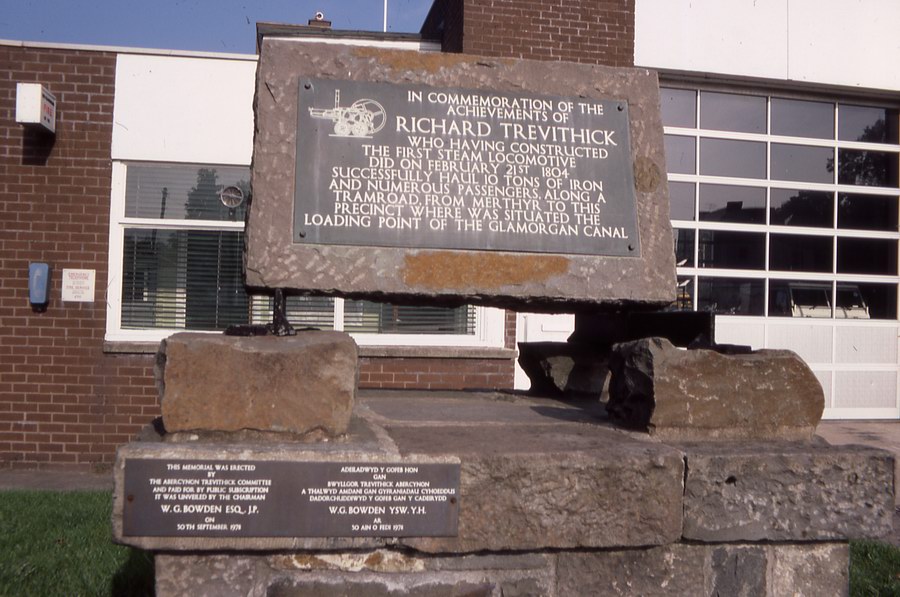 IN COMMEMORATION OF THE
ACHIEVEMENTS OF
RICHARD TREVITHICK
WHO HAVING CONSTRUCTED
THE FIRST STEAM LOCOMOTIVE
DID ON FEBRUARY 21ST 1804
SUCCESSFULLY HAUL 10 TONS OF IRON
AND NUMEROUS PASSENGERS ALONG A
TRAMROAD FROM MERTHYR TO THIS
PRECINCT WHERE WAS SITUATED THE
LOADING POINT OF THE GLAMORGAN CANAL
THIS MEMORIAL WAS ERECTED
BY
THE ABERCYNON TREVITHICK COMMITTEE
AND PAID FOR BY PUBLIC SUBSCRIPTION
IT WAS UNVEILED BY THE CHAIRMAN
W. G. BOWDEN ESQ., J.P.
ON
30TH SEPTEMBER 1978
ADEILADWYD Y GOFEB HON
GAN
BWYLLGOR TREVITHICK ABERCYNON
A THALWYD AMDANI GAN GYFRANIADAU CYHOEDDUS
DADORCHUDDIWYD Y GOFEB GAN Y CADEIRYDD
W.G. BOWDEN YSW. Y.H.
AR
30 AIN O FEDI 1978